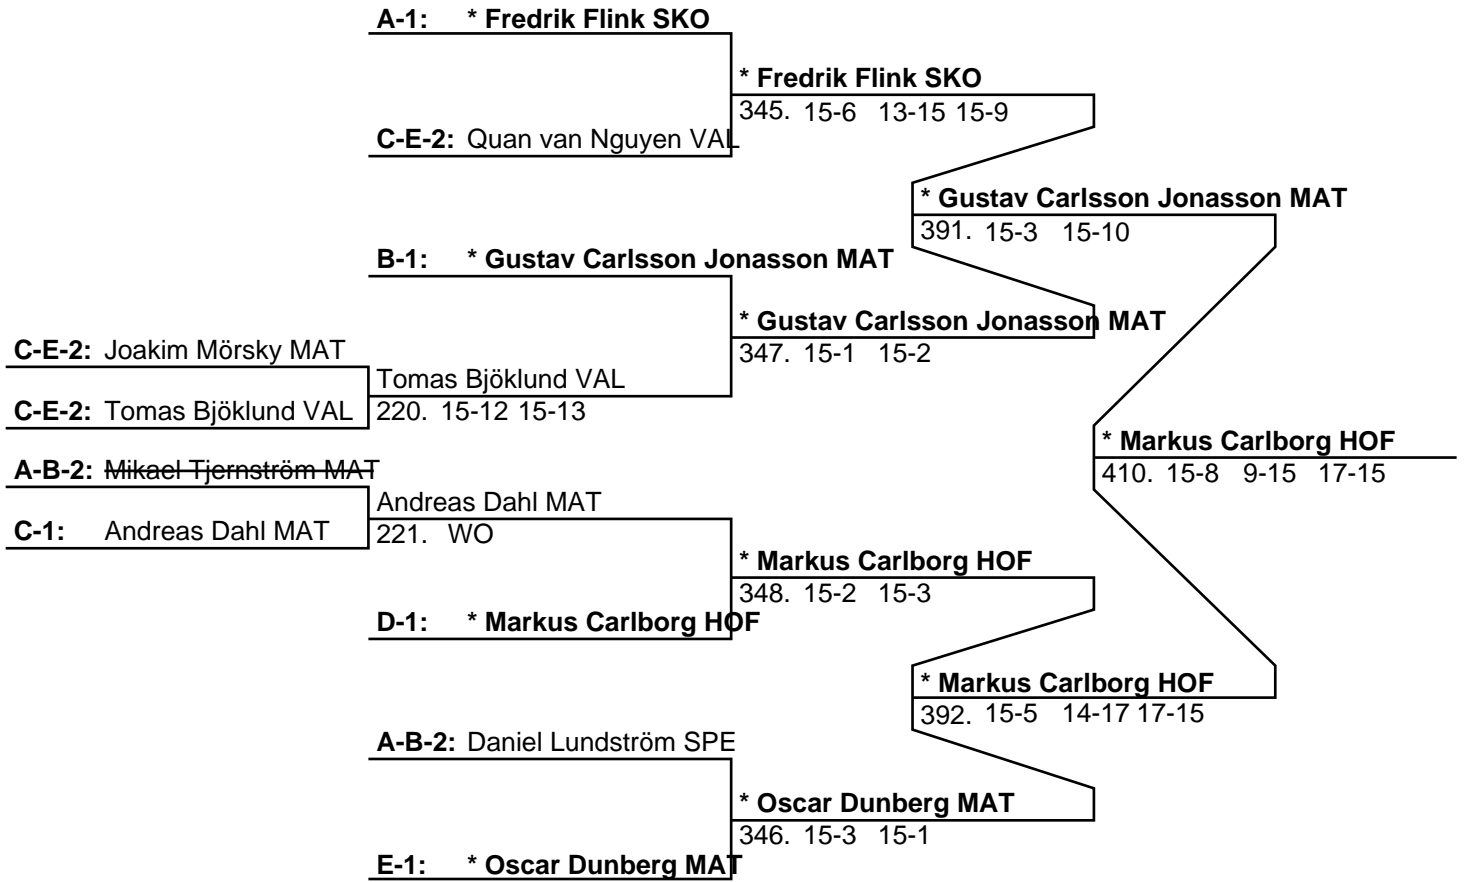 A-1: * Fredrik Flink SKO
* Fredrik Flink SKO
345. 15-6 13-15 15-9
C-E-2: Quan van Nguyen VAL
* Gustav Carlsson Jonasson MAT
391. 15-3 15-10
B-1: * Gustav Carlsson Jonasson MAT
* Gustav Carlsson Jonasson MAT
347. 15-1 15-2
C-E-2: Joakim Mörsky MAT
Tomas Bjöklund VAL
220. 15-12 15-13
C-E-2: Tomas Bjöklund VAL
* Markus Carlborg HOF
410. 15-8 9-15 17-15
A-B-2: Mikael Tjernström MAT
Andreas Dahl MAT
221. WO
C-1: Andreas Dahl MAT
* Markus Carlborg HOF
348. 15-2 15-3
D-1: * Markus Carlborg HOF
* Markus Carlborg HOF
392. 15-5 14-17 17-15
A-B-2: Daniel Lundström SPE
* Oscar Dunberg MAT
346. 15-3 15-1
E-1: * Oscar Dunberg MAT